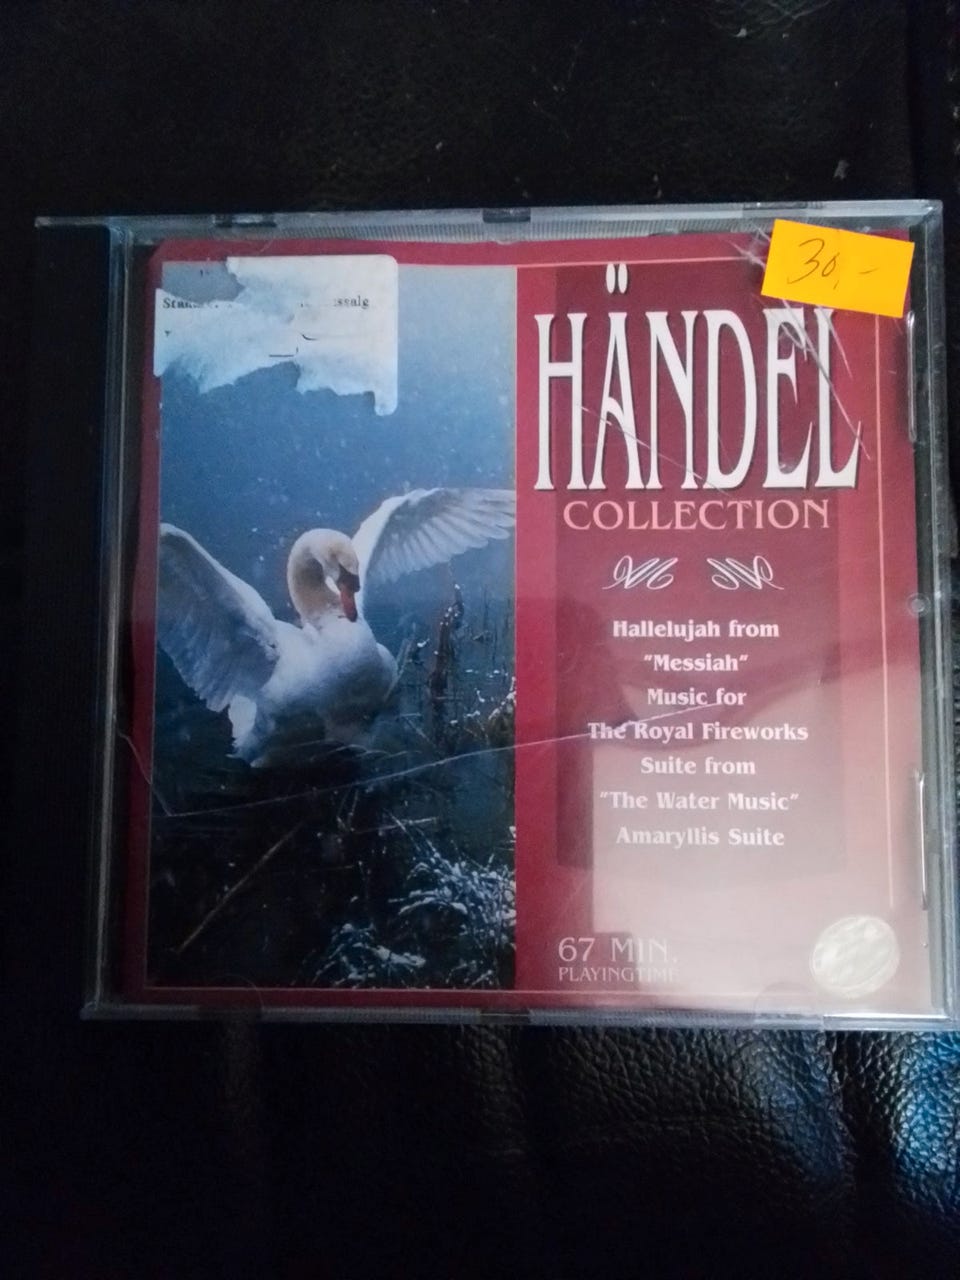 30,-
HÄNDEL
COLLECTION
Hallelujah from
"Messiah"
Music for
The Royal Fireworks
Suite from
"The Water Music"
Amaryllis Suite
67 MIN.
PLAYINGTIME